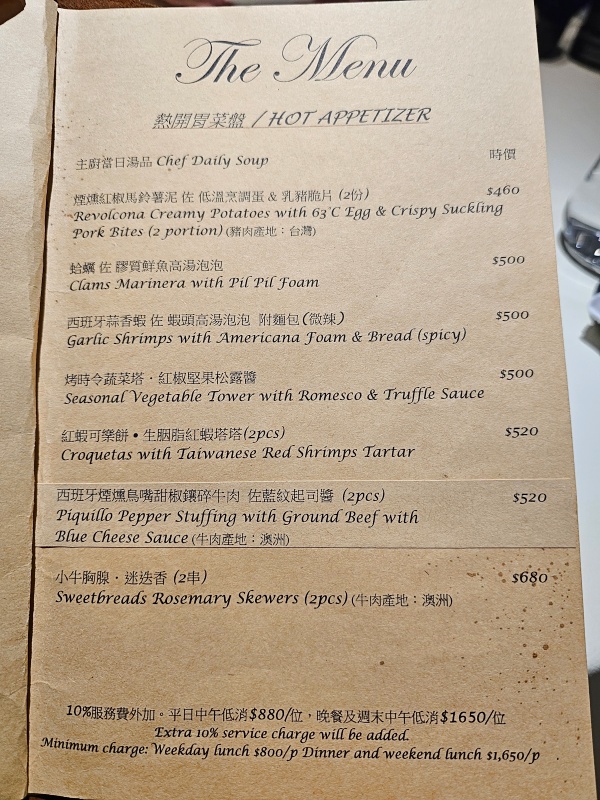 The Menu
熱開胃菜盤 / HOT APPETIZER
主廚當日湯品 Chef Daily Soup 時價
煙燻紅椒馬鈴薯泥 佐 低溫烹調蛋 & 乳豬脆片 (2份) $460
Revolcona Creamy Potatoes with 63°C Egg & Crispy Suckling
Pork Bites (2 portion) (豬肉產地：台灣)
蛤蠣 佐 膠質鮮魚高湯泡泡 $500
Clams Marinera with Pil Pil Foam
西班牙蒜香蝦 佐 蝦頭高湯泡泡 附麵包 (微辣) $500
Garlic Shrimps with Americana Foam & Bread (spicy)
烤時令蔬菜塔．紅椒堅果松露醬 $500
Seasonal Vegetable Tower with Romesco & Truffle Sauce
紅蝦可樂餅 • 生胭脂紅蝦塔塔(2pcs) $520
Croquetas with Taiwanese Red Shrimps Tartar
西班牙煙燻鳥嘴甜椒鑲碎牛肉 佐藍紋起司醬 (2pcs) $520
Piquillo Pepper Stuffing with Ground Beef with
Blue Cheese Sauce (牛肉產地：澳洲)
小牛胸腺．迷迭香 (2串) $680
Sweetbreads Rosemary Skewers (2pcs) (牛肉產地：澳洲)
10%服務費外加。平日中午低消$880/位，晚餐及週末中午低消$1650/位
Extra 10% service charge will be added.
Minimum charge: Weekday lunch $800/p Dinner and weekend lunch $1,650/p